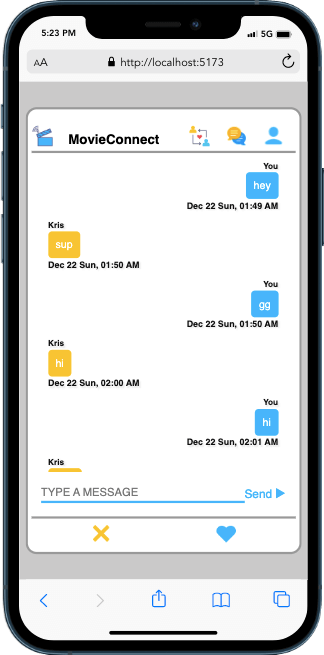 5:23 PM
5G
AA
http://localhost:5173
MovieConnect
You
hey
Dec 22 Sun, 01:49 AM
Kris
sup
Dec 22 Sun, 01:50 AM
You
gg
Dec 22 Sun, 01:50 AM
Kris
hi
Dec 22 Sun, 02:00 AM
You
hi
Dec 22 Sun, 02:01 AM
Kris
TYPE A MESSAGE
Send